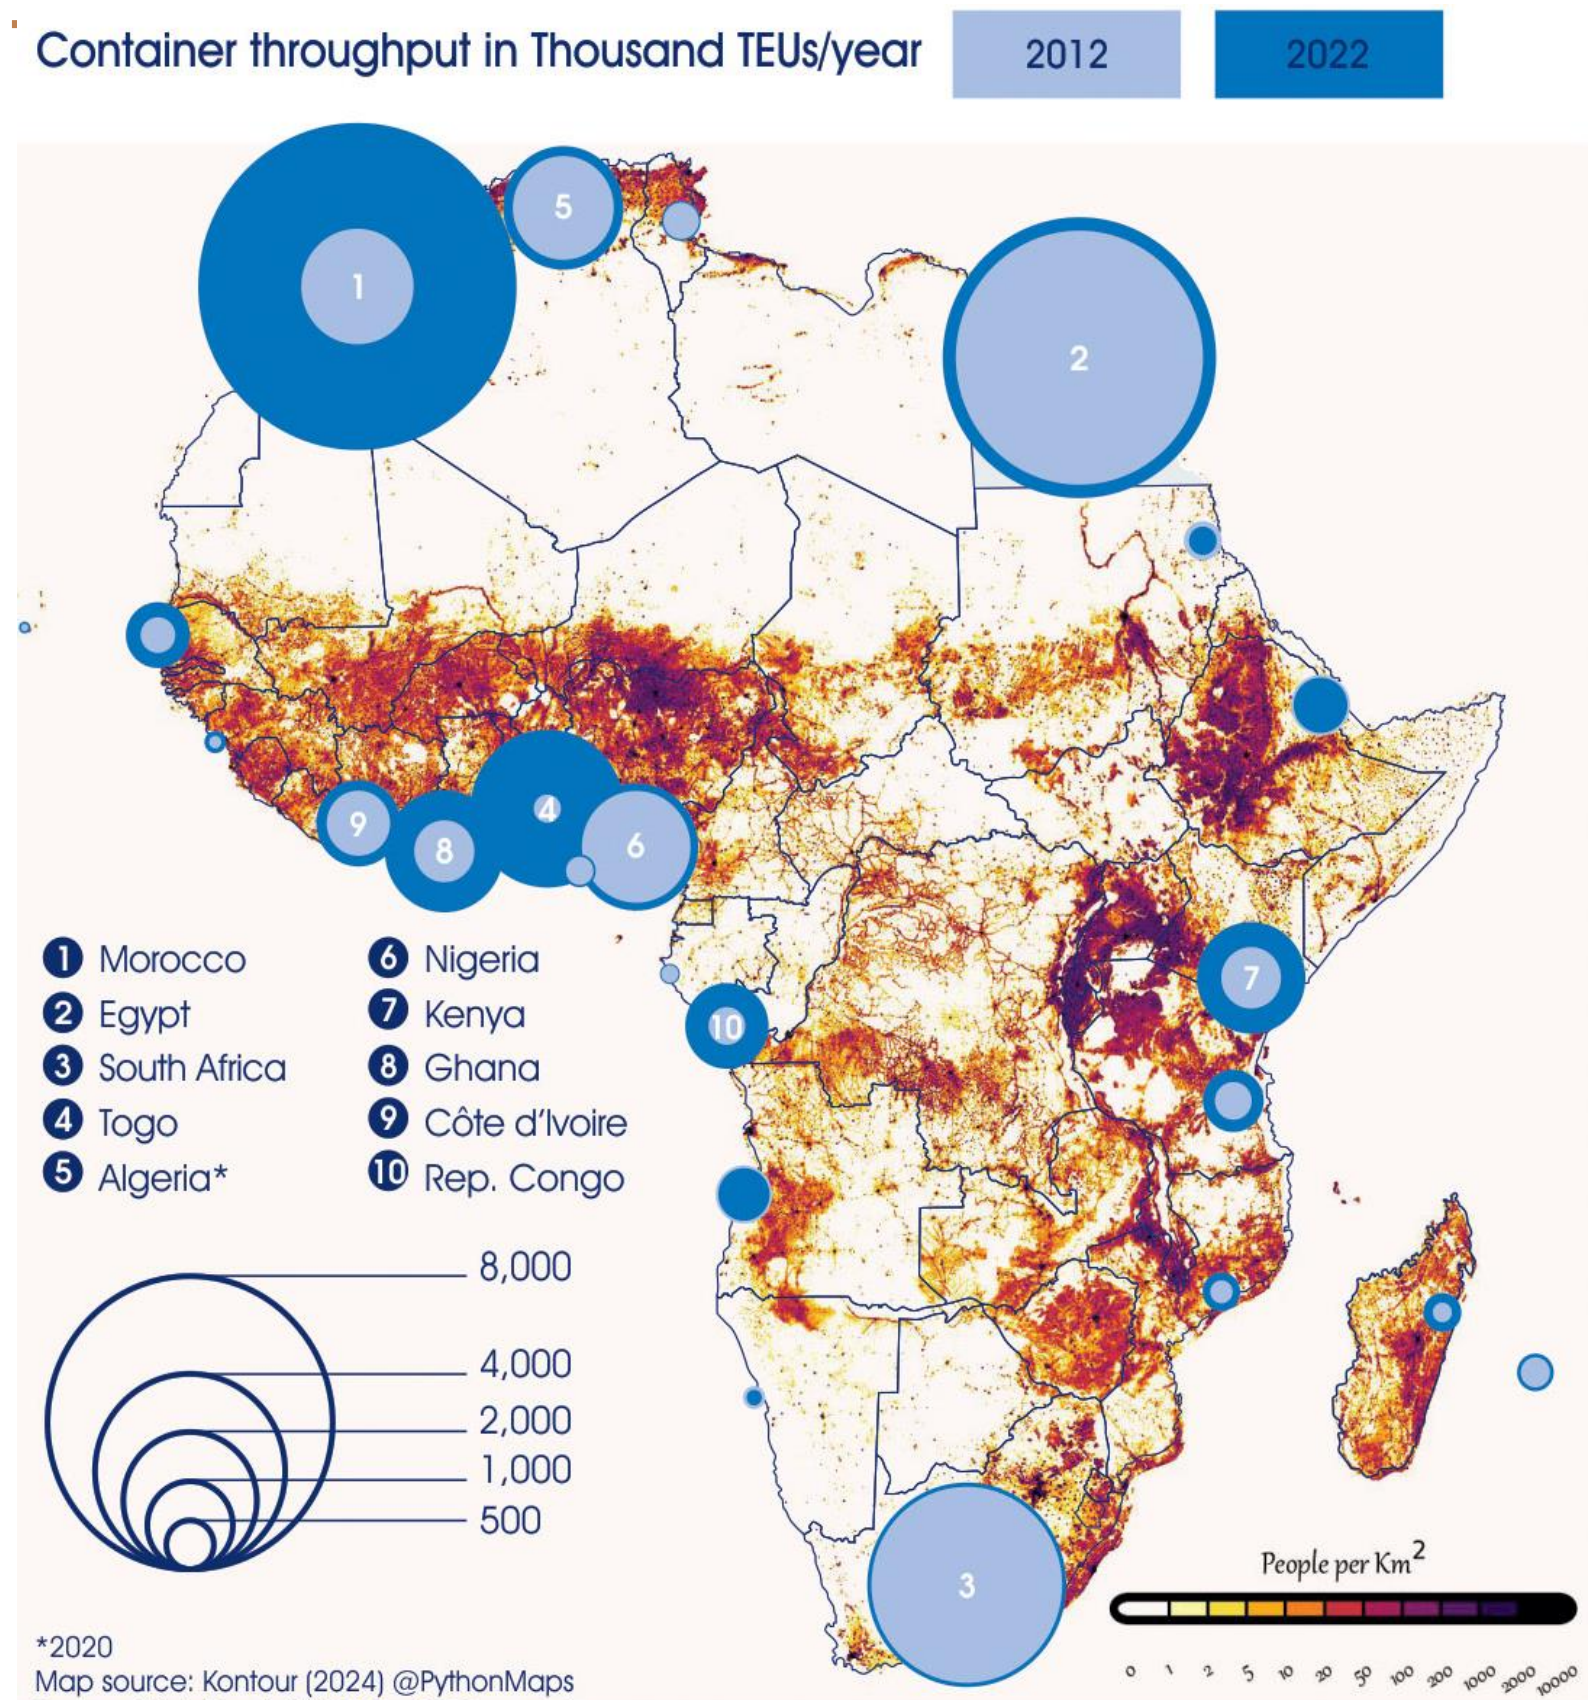 Container throughput in Thousand TEUs/year
2012
2022
1
5
2
4
9
8
6
7
10
3
1 Morocco
2 Egypt
3 South Africa
4 Togo
5 Algeria*
6 Nigeria
7 Kenya
8 Ghana
9 Côte d'Ivoire
10 Rep. Congo
8,000
4,000
2,000
1,000
500
People per Km²
0 1 2 5 10 20 50 100 200 1000 2000 10000
*2020
Map source: Kontour (2024) @PythonMaps